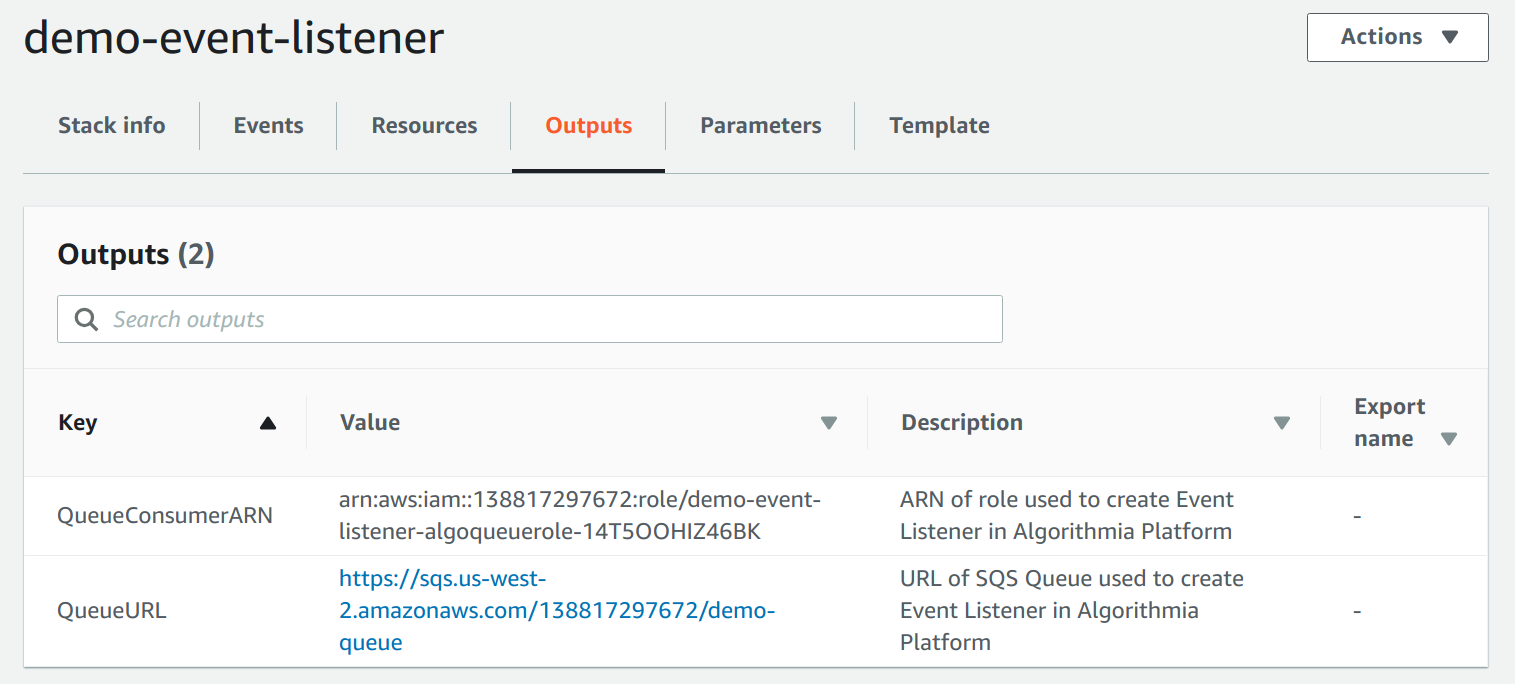 demo-event-listener
Actions
Stack info
Events
Resources
Outputs
Parameters
Template
Outputs (2)
Search outputs
Key
Value
Description
Export
name
QueueConsumerARN
arn:aws:iam::138817297672:role/demo-event-
listener-algoqueuerole-14T5OOHIZ46BK
ARN of role used to create Event
Listener in Algorithmia Platform
-
QueueURL
https://sqs.us-west-
2.amazonaws.com/138817297672/demo-
queue
URL of SQS Queue used to create
Event Listener in Algorithmia
Platform
-